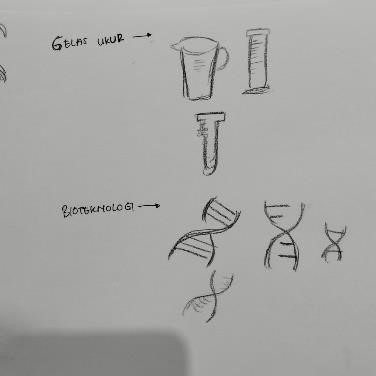 GELAS UKUR →
BIOTEKNOLOGI →